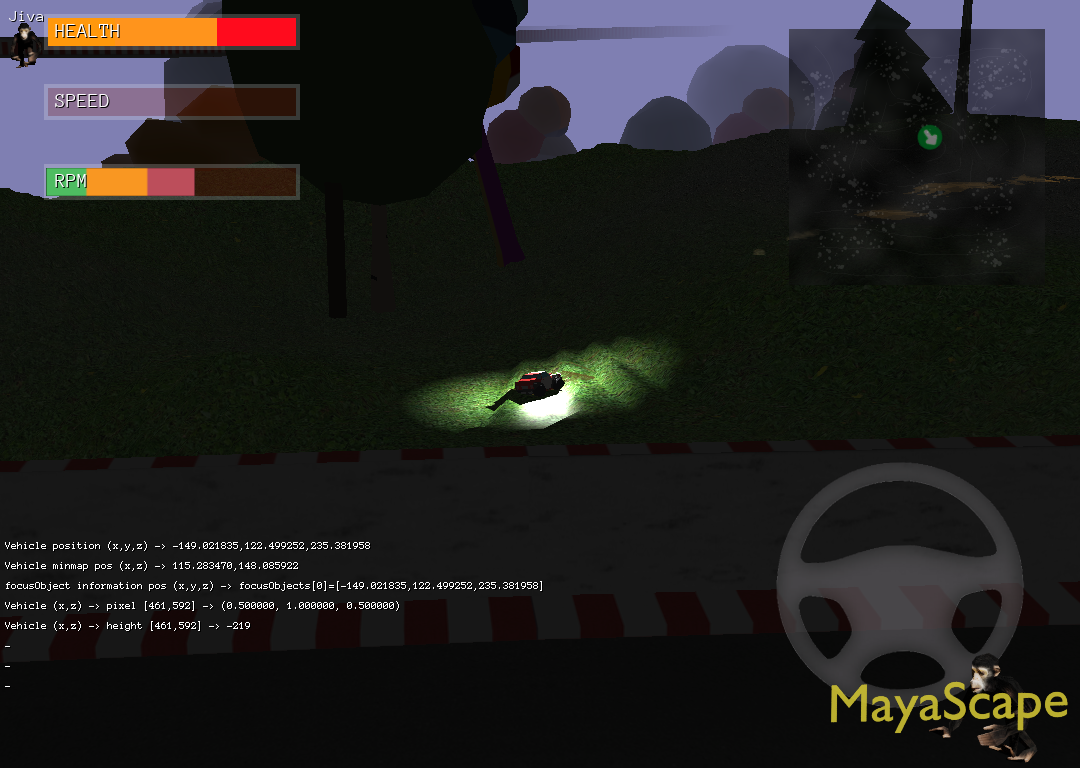 Jiva
HEALTH
SPEED
RPM
Vehicle position (x,y,z) -> -149.021835,122.499252,235.381958
Vehicle minmap pos (x,z) -> 115.283470,148.085922
focusObject information pos (x,y,z) -> focusObjects[0]=[-149.021835,122.499252,235.381958]
Vehicle (x,z) -> pixel [461,592] -> (0.500000, 1.000000, 0.500000)
Vehicle (x,z) -> height [461,592] -> -219
-
-
-
MayaScape